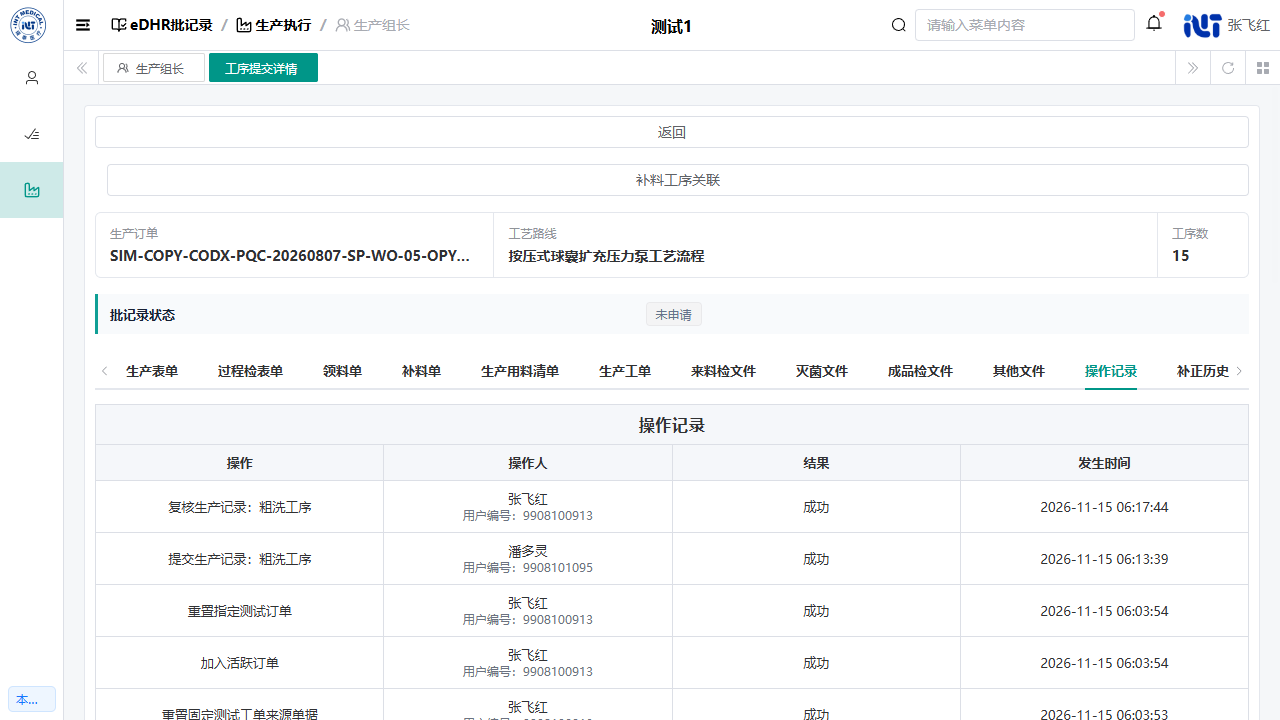 eDHR批记录 / 生产执行 / 生产组长
测试1
请输入菜单内容
张飞红
生产组长
工序提交详情
返回
补料工序关联
生产订单
SIM-COPY-CODX-PQC-20260807-SP-WO-05-OPY...
工艺路线
按压式球囊扩充压力泵工艺流程
工序数
15
批记录状态
未申请
生产表单 过程检表单 领料单 补料单 生产用料清单 生产工单 来料检文件 灭菌文件 成品检文件 其他文件 操作记录 补正历史
操作记录
操作 操作人 结果 发生时间
复核生产记录：粗洗工序 张飞红 成功 2026-11-15 06:17:44
用户编号：9908100913
提交生产记录：粗洗工序 潘多灵 成功 2026-11-15 06:13:39
用户编号：9908101095
重置指定测试订单 张飞红 成功 2026-11-15 06:03:54
用户编号：9908100913
加入活跃订单 张飞红 成功 2026-11-15 06:03:54
用户编号：9908100913
重置固定测试工单来源单据 张飞红 成功 2026-11-15 06:03:53
本...